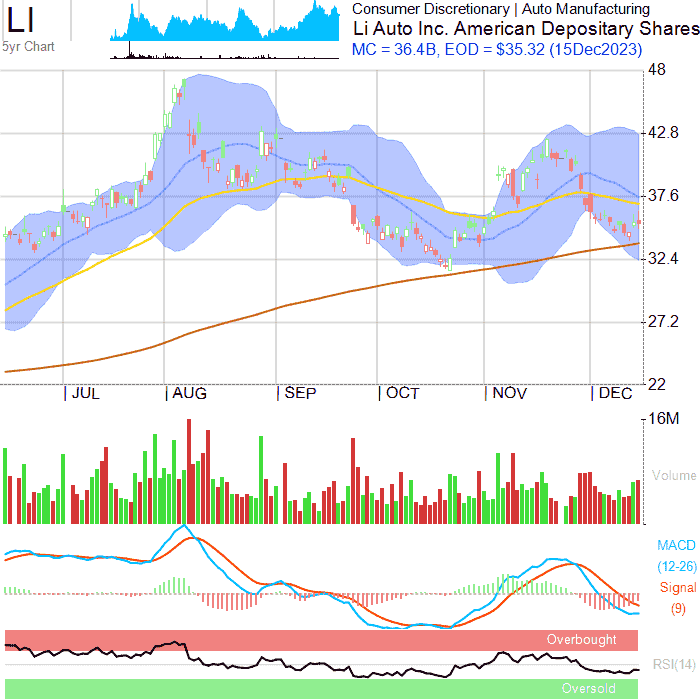 LI
5yr Chart
Consumer Discretionary | Auto Manufacturing
Li Auto Inc. American Depositary Shares
MC = 36.4B, EOD = $35.32 (15Dec2023)
48
42.8
37.6
32.4
27.2
22
JUL AUG SEP OCT NOV DEC
16M
Volume
MACD
(12-26)
Signal
(9)
Overbought
RSI(14)
Oversold